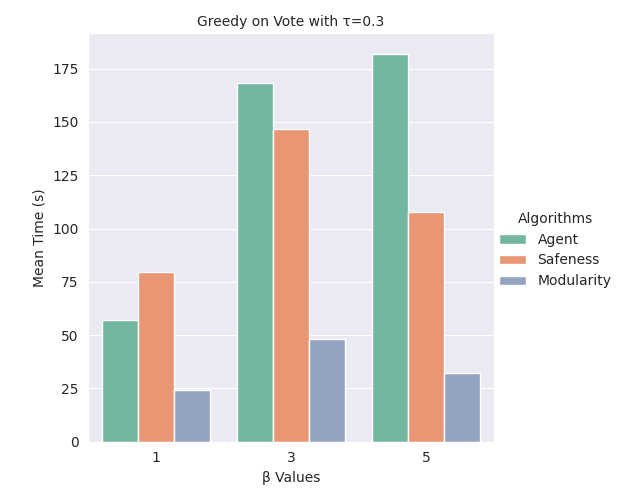 Greedy on Vote with τ=0.3
175
150
125
100
75
50
25
0
Mean Time (s)
1 3 5
β Values
Algorithms
Agent
Safeness
Modularity